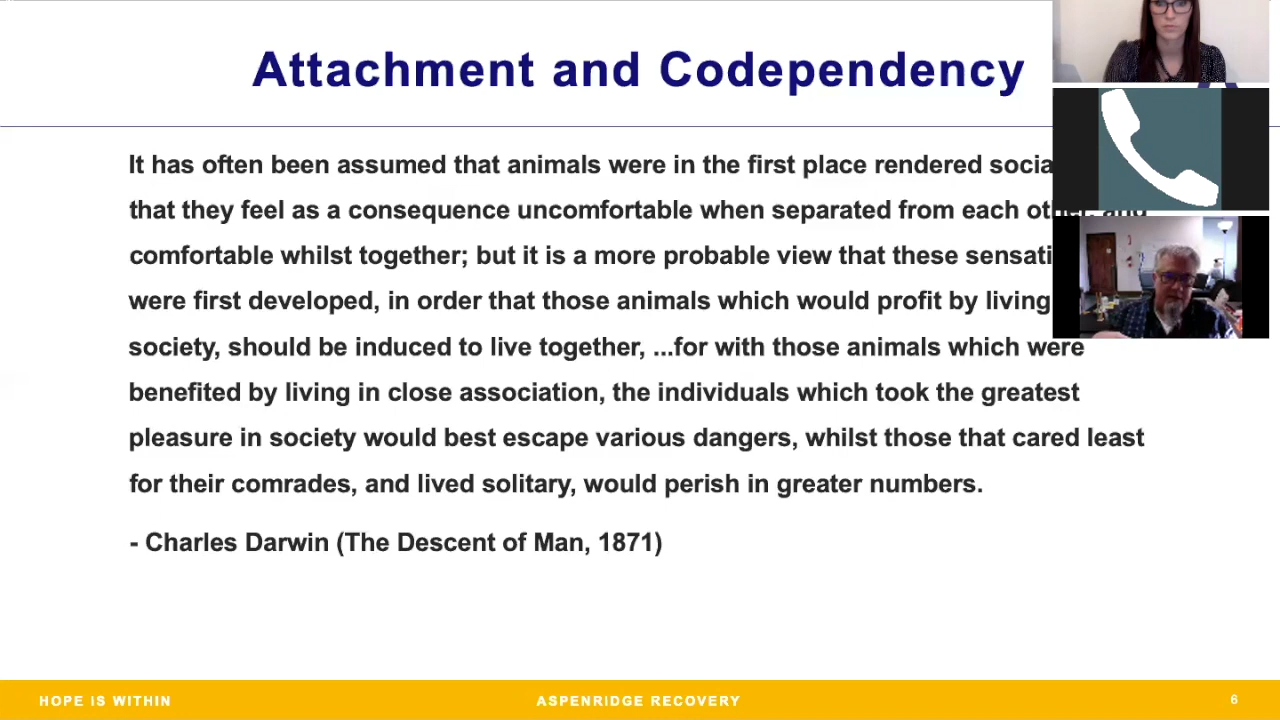 Attachment and Codependency
It has often been assumed that animals were in the first place rendered
that they feel as a consequence uncomfortable when separated from each
comfortable whilst together; but it is a more probable view that these
were first developed, in order that those animals which would profit by living
society, should be induced to live together, ...for with those animals which were
benefited by living in close association, the individuals which took the greatest
pleasure in society would best escape various dangers, whilst those that cared least
for their comrades, and lived solitary, would perish in greater numbers.
- Charles Darwin (The Descent of Man, 1871)
HOPE IS WITHIN
ASPENRIDGE RECOVERY
6